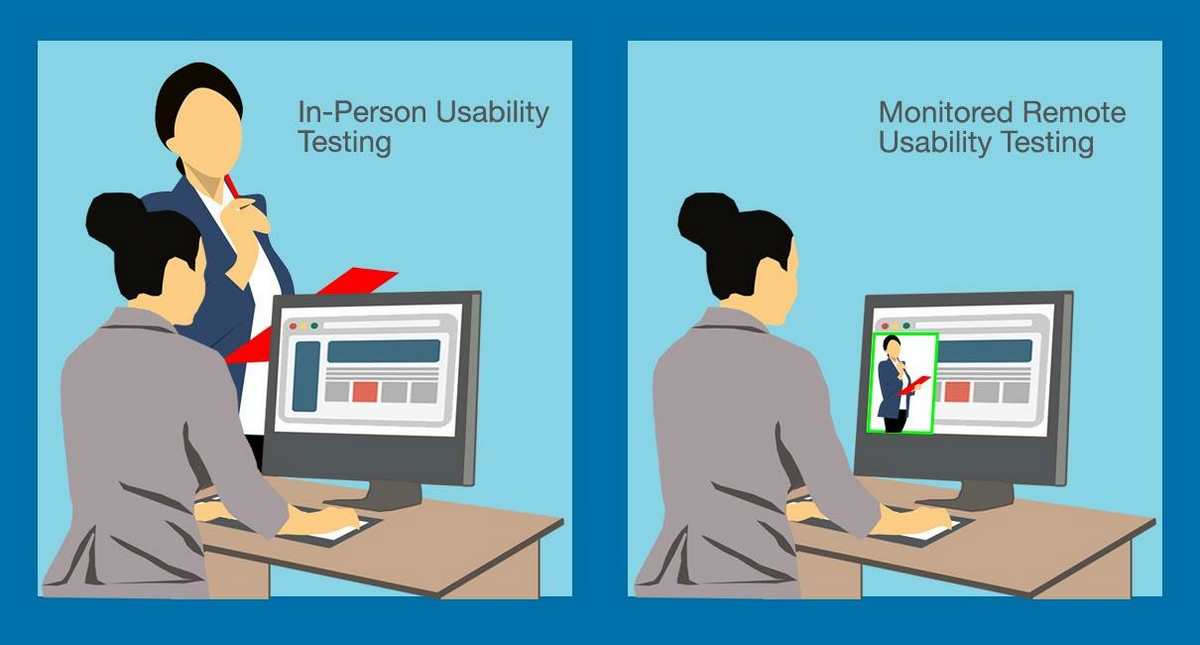 In-Person Usability
Testing
Monitored Remote
Usability Testing